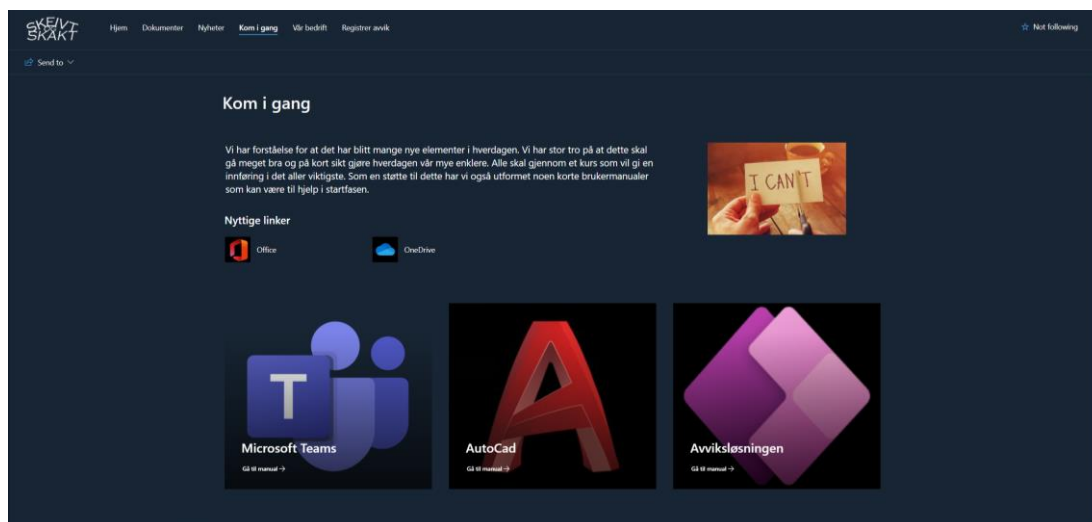 SKEIVT
OG
SKAKT
Hjem Dokumenter Nyheter Kom i gang Vår bedrift Registrer avvik
Not following
Send to
Kom i gang
Vi har forståelse for at det har blitt mange nye elementer i hverdagen. Vi har stor tro på at dette skal
gå meget bra og på kort sikt gjøre hverdagen vår mye enklere. Alle skal gjennom et kurs som vil gi en
innføring i det aller viktigste. Som en støtte til dette har vi også utformet noen korte brukermanualer
som kan være til hjelp i startfasen.
I CAN'T
Nyttige linker
Office
OneDrive
T
Microsoft Teams
Gå til manual →
AutoCad
Gå til manual →
Avviksløsningen
Gå til manual →